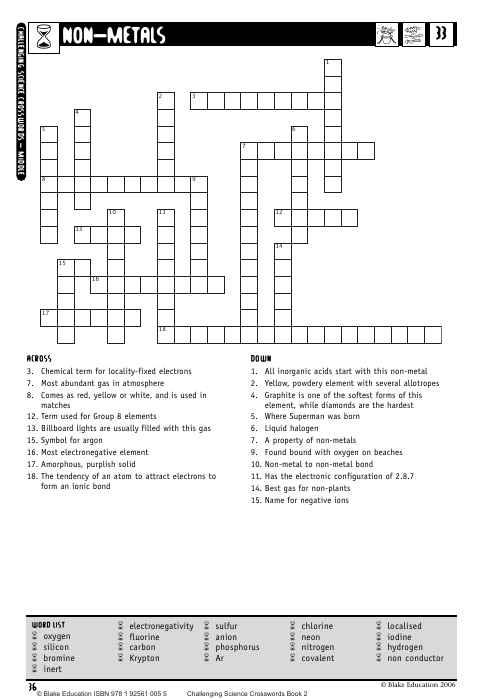 CHALLENGING SCIENCE CROSSWORDS – MIDDLE
NON–METALS
33
1
2
3
4
5
6
7
8
9
10
11
12
13
14
15
16
17
18
ACROSS
3. Chemical term for locality-fixed electrons
7. Most abundant gas in atmosphere
8. Comes as red, yellow or white, and is used in
matches
12. Term used for Group 8 elements
13. Billboard lights are usually filled with this gas
15. Symbol for argon
16. Most electronegative element
17. Amorphous, purplish solid
18. The tendency of an atom to attract electrons to
form an ionic bond
DOWN
1. All inorganic acids start with this non-metal
2. Yellow, powdery element with several allotropes
4. Graphite is one of the softest forms of this
element, while diamonds are the hardest
5. Where Superman was born
6. Liquid halogen
7. A property of non-metals
9. Found bound with oxygen on beaches
10. Non-metal to non-metal bond
11. Has the electronic configuration of 2.8.7
14. Best gas for non-plants
15. Name for negative ions
WORD LIST
oxygen
silicon
bromine
inert
electronegativity
fluorine
carbon
Krypton
sulfur
anion
phosphorus
Ar
chlorine
neon
nitrogen
covalent
localised
iodine
hydrogen
non conductor
36
© Blake Education 2006
© Blake Education ISBN 978 1 92561 005 5 Challenging Science Crosswords Book 2